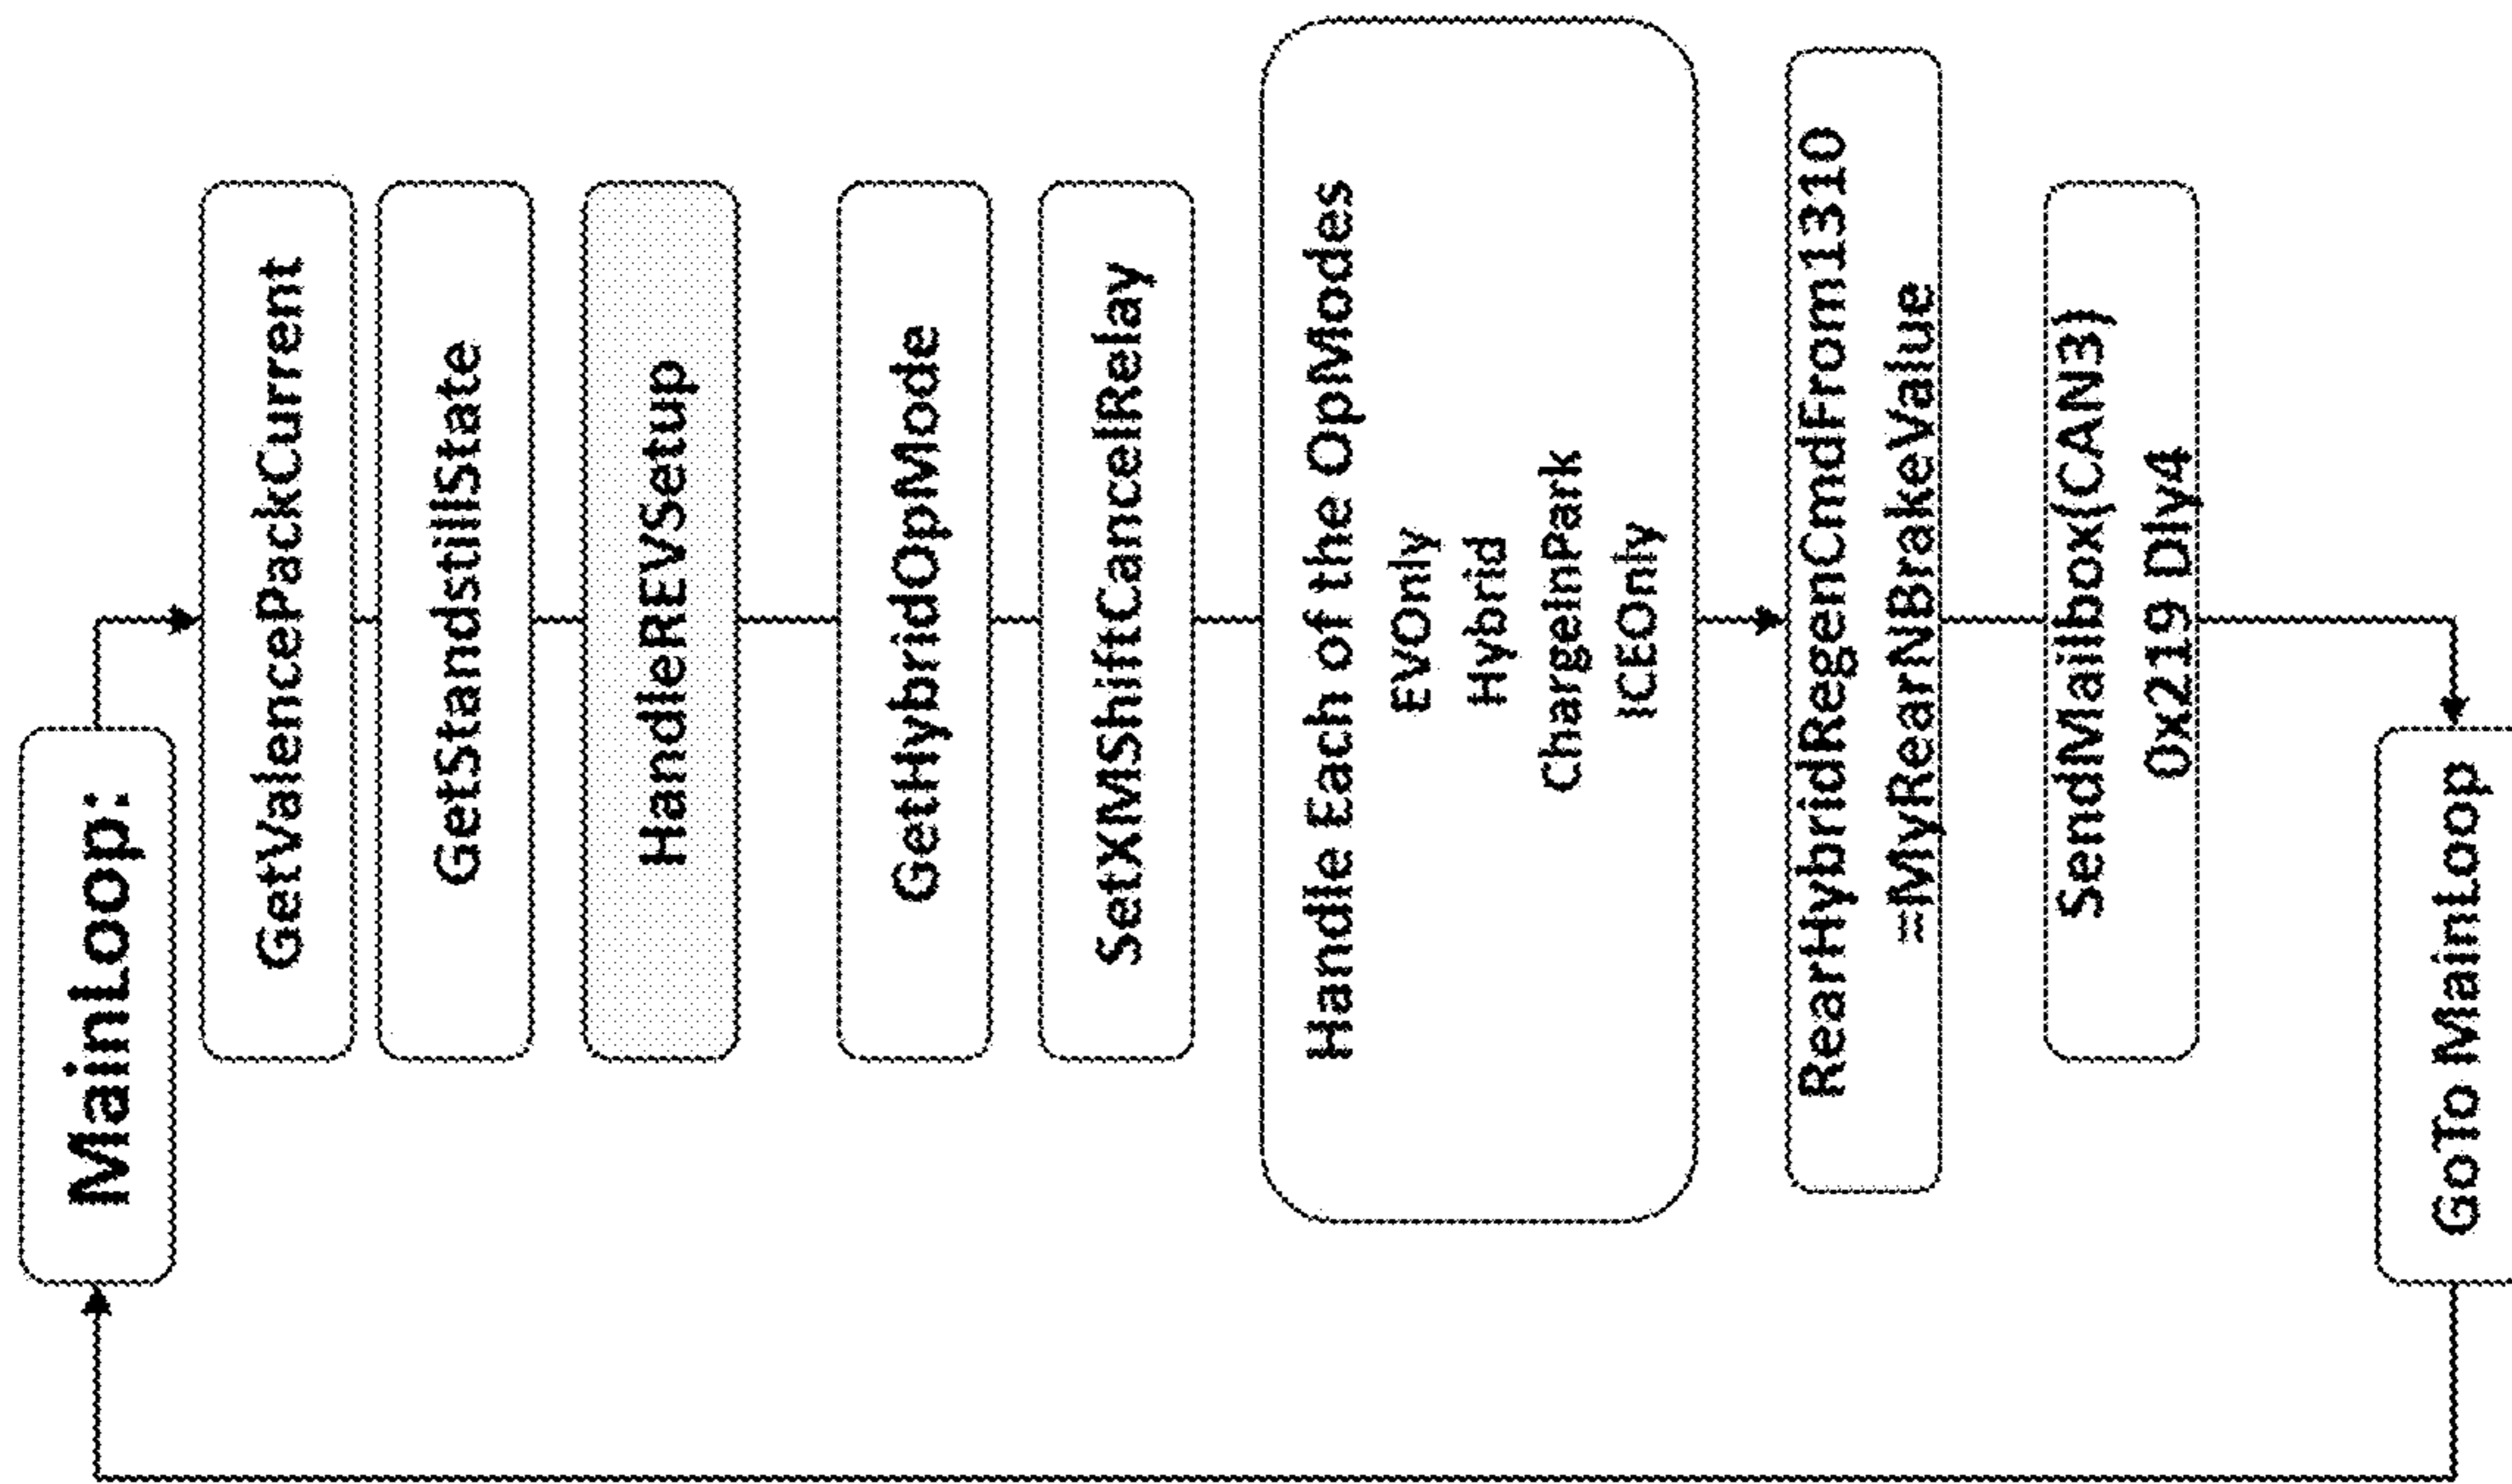 MainLoop:
GetValencePackCurrent
GetStandstillState
HandleREVSetup
GetHybridOpMode
SetXMShiftCancelRelay
Handle Each of the OpModes
EVOnly
Hybrid
ChargeInPark
ICEOnly
RearHybridRegenCmdFrom1310
=MyRearNBrakeValue
SendMailbox(CAN3)
0x219 Dly4
GoTo MainLoop